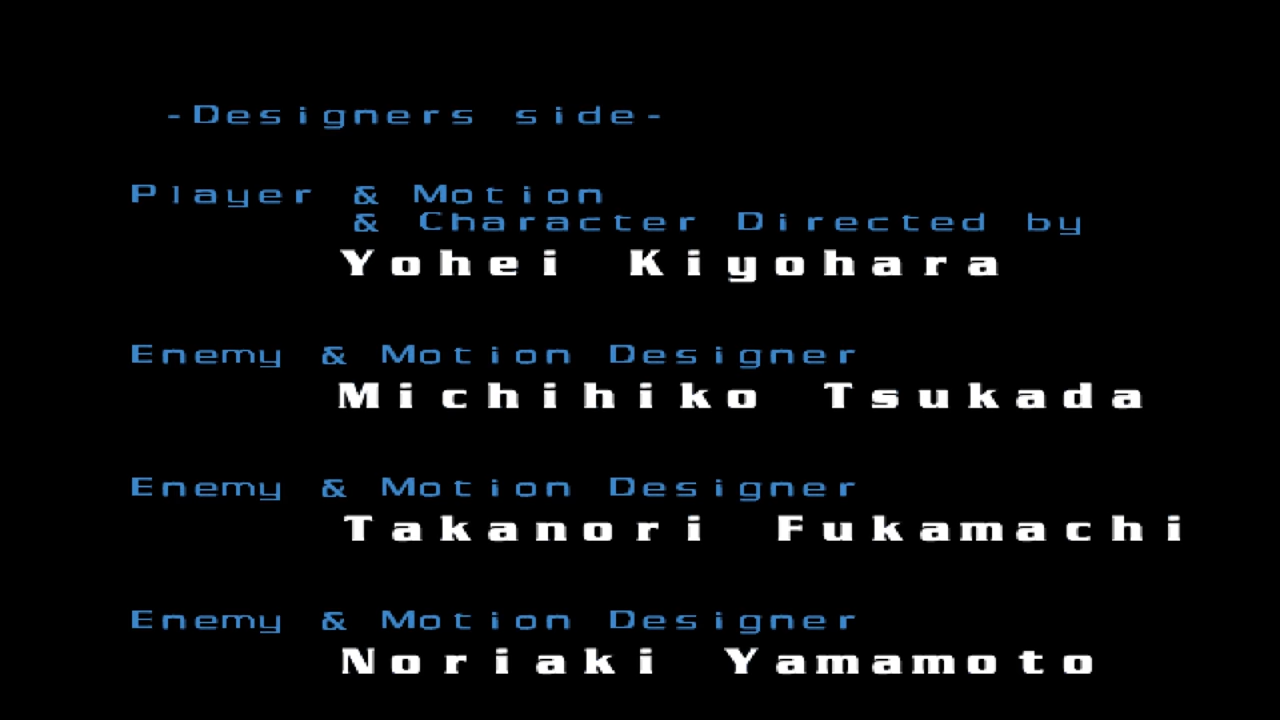 -Designers side-
Player & Motion
& Character Directed by
Yohei Kiyohara
Enemy & Motion Designer
Michihiko Tsukada
Enemy & Motion Designer
Takanori Fukamachi
Enemy & Motion Designer
Noriaki Yamamoto